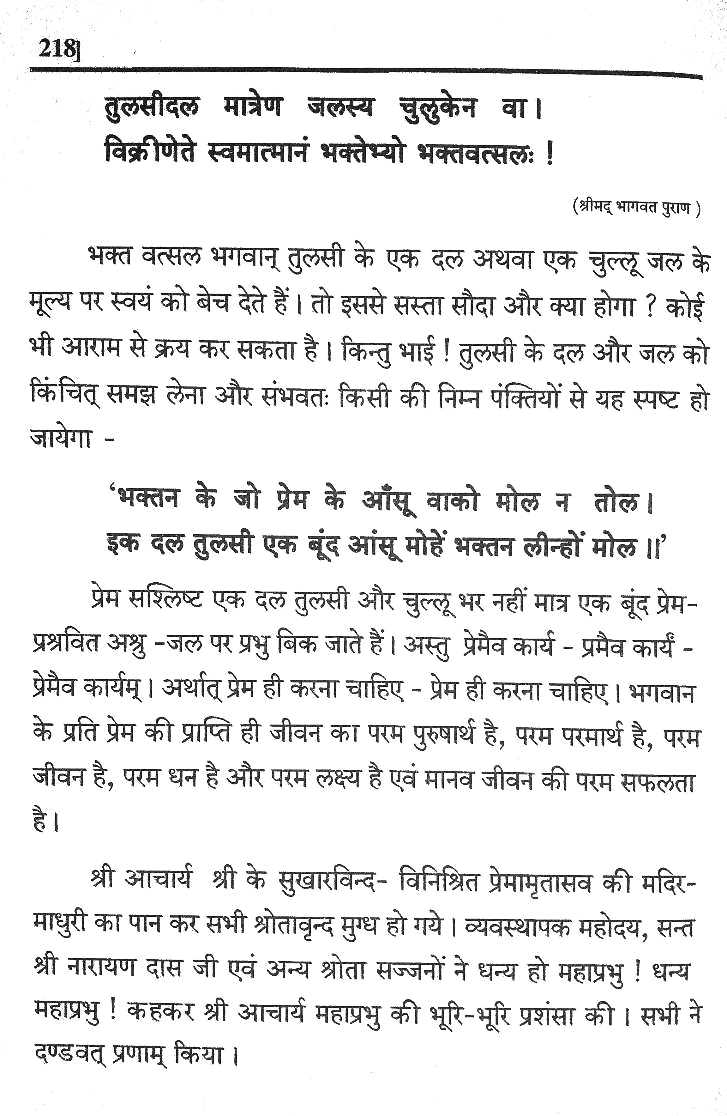 218]
तुलसीदल मात्रेण जलस्य चुलुकेन वा।
विक्रीणेते स्वमात्मानं भक्तेभ्यो भक्तवत्सलः !
(श्रीमद् भागवत पुराण )
भक्त वत्सल भगवान् तुलसी के एक दल अथवा एक चुल्लू जल के
मूल्य पर स्वयं को बेच देते हैं। तो इससे सस्ता सौदा और क्या होगा ? कोई
भी आराम से क्रय कर सकता है। किन्तु भाई ! तुलसी के दल और जल को
किंचित् समझ लेना और संभवतः किसी की निम्न पंक्तियों से यह स्पष्ट हो
जायेगा -
‘भक्तन के जो प्रेम के आँसू वाको मोल न तोल।
इक दल तुलसी एक बूंद आंसू मोहें भक्तन लीन्हों मोल ॥’
प्रेम सश्लिष्ट एक दल तुलसी और चुल्लू भर नहीं मात्र एक बूंद प्रेम-
प्रश्रवित अश्रु -जल पर प्रभु बिक जाते हैं। अस्तु प्रेमैव कार्य - प्रमैव कार्यं -
प्रेमैव कार्यम्। अर्थात् प्रेम ही करना चाहिए - प्रेम ही करना चाहिए। भगवान
के प्रति प्रेम की प्राप्ति ही जीवन का परम पुरुषार्थ है, परम परमार्थ है, परम
जीवन है, परम धन है और परम लक्ष्य है एवं मानव जीवन की परम सफलता
है।
श्री आचार्य श्री के सुखारविन्द- विनिश्रित प्रेमामृतासव की मदिर-
माधुरी का पान कर सभी श्रोतावृन्द मुग्ध हो गये। व्यवस्थापक महोदय, सन्त
श्री नारायण दास जी एवं अन्य श्रोता सज्जनों ने धन्य हो महाप्रभु ! धन्य
महाप्रभु ! कहकर श्री आचार्य महाप्रभु की भूरि-भूरि प्रशंसा की। सभी ने
दण्डवत् प्रणाम् किया।